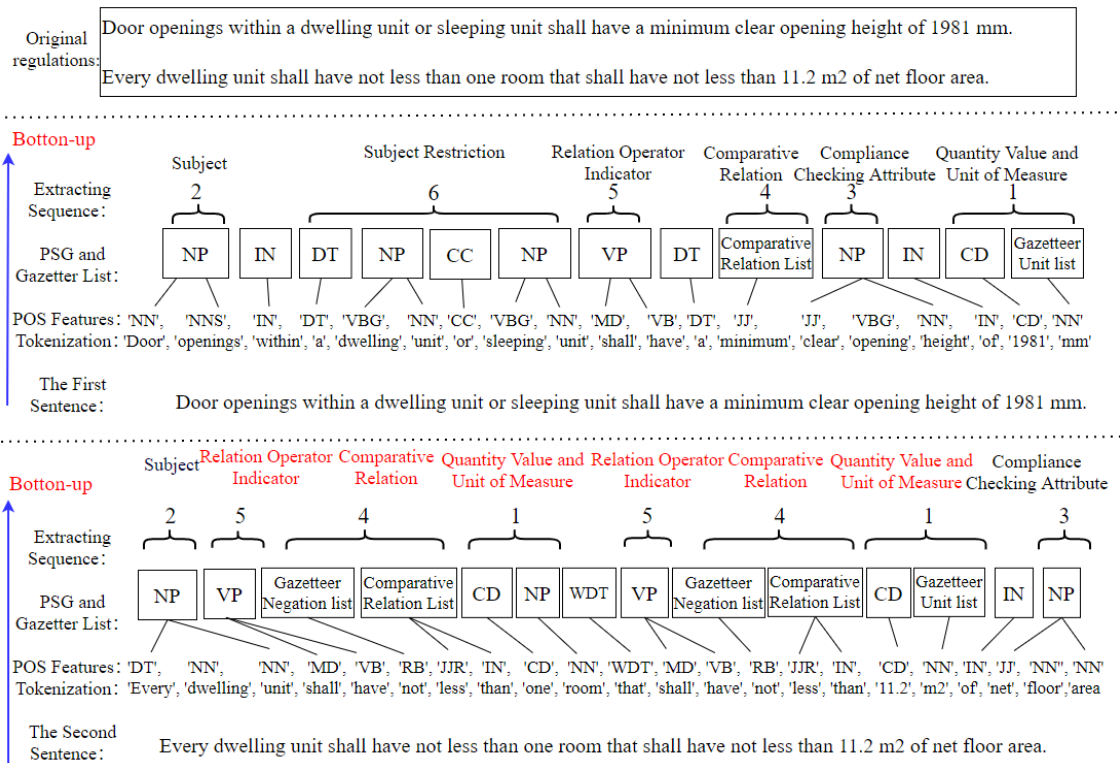 Original regulations:
Door openings within a dwelling unit or sleeping unit shall have a minimum clear opening height of 1981 mm.
Every dwelling unit shall have not less than one room that shall have not less than 11.2 m2 of net floor area.
Botton-up
Subject
Subject Restriction
Relation Operator Indicator
Comparative Relation
Compliance Checking Attribute
Quantity Value and Unit of Measure
Extracting Sequence:
2 6 5 4 3 1
PSG and Gazetter List:
NP IN DT NP CC NP VP DT Comparative Relation List NP IN CD Gazetteer Unit list
POS Features: 'NN', 'NNS', 'IN', 'DT', 'VBG', 'NN', 'CC', 'VBG', 'NN', 'MD', 'VB', 'DT', 'JJ', 'JJ', 'VBG', 'NN', 'IN', 'CD', 'NN'
Tokenization: 'Door', 'openings', 'within', 'a', 'dwelling', 'unit', 'or', 'sleeping', 'unit', 'shall', 'have', 'a', 'minimum', 'clear', 'opening', 'height', 'of', '1981', 'mm'
The First Sentence:
Door openings within a dwelling unit or sleeping unit shall have a minimum clear opening height of 1981 mm.
Botton-up
Subject
Relation Operator Indicator
Comparative Relation
Quantity Value and Unit of Measure
Relation Operator Indicator
Comparative Relation
Quantity Value and Unit of Measure
Compliance Checking Attribute
Extracting Sequence:
2 5 4 1 5 4 1 3
PSG and Gazetter List:
NP VP Gazetteer Negation list Comparative Relation List CD NP WDT VP Gazetteer Negation list Comparative Relation List CD Gazetteer Unit list IN NP
POS Features: 'DT', 'NN', 'NN', 'MD', 'VB', 'RB', 'JJR', 'IN', 'CD', 'NN', 'WDT', 'MD', 'VB', 'RB', 'JJR', 'IN', 'CD', 'NN', 'IN', 'JJ', 'NN'', 'NN'
Tokenization: 'Every', 'dwelling', 'unit', 'shall', 'have', 'not', 'less', 'than', 'one', 'room', 'that', 'shall', 'have', 'not', 'less', 'than', '11.2', 'm2', 'of', 'net', 'floor', 'area
The Second Sentence:
Every dwelling unit shall have not less than one room that shall have not less than 11.2 m2 of net floor area.